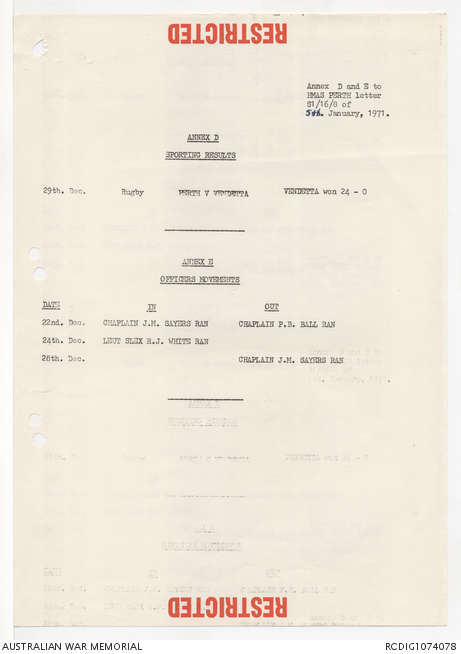 RESTRICTED
Annex D and E to
HMAS PERTH letter
81/16/8 of
5th. January, 1971.
ANNEX D
SPORTING RESULTS
29th. Dec. Rugby PERTH V VENDETTA VENDETTA won 24 - 0
ANNEX E
OFFICERS MOVEMENTS
DATE IN OUT
22nd. Dec. CHAPLAIN J.M. SAYERS RAN CHAPLAIN P.B. BALL RAN
24th. Dec. LEUT SLEX R.J. WHITE RAN
28th. Dec. CHAPLAIN J.M. SAYERS RAN
RESTRICTED
AUSTRALIAN WAR MEMORIAL RCDIG1074078